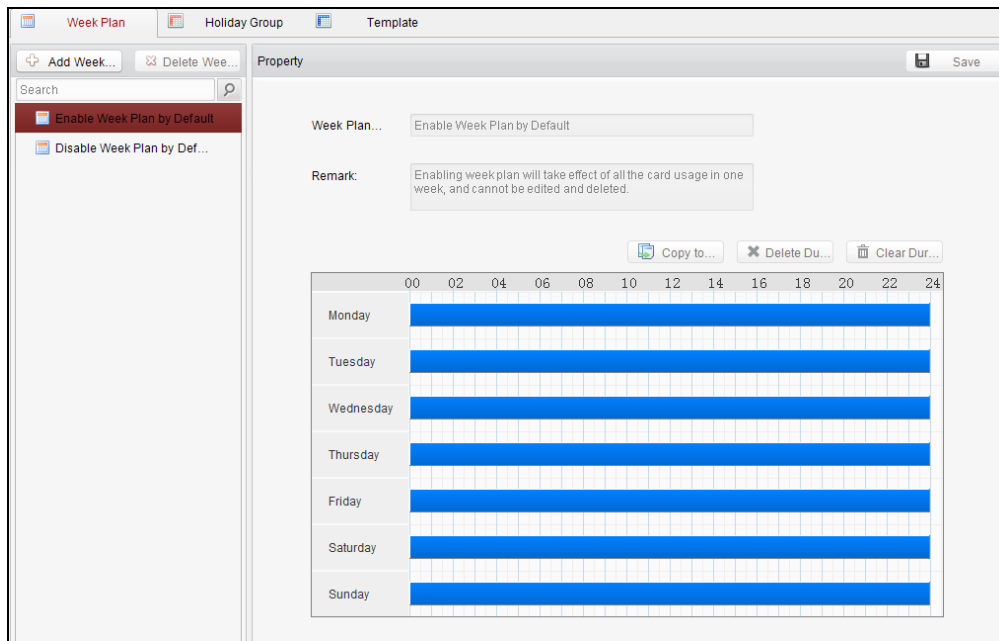 Week Plan Holiday Group Template
Add Week... Delete Wee... Property Save
Search
Enable Week Plan by Default
Disable Week Plan by Def...
Week Plan... Enable Week Plan by Default
Remark: Enabling week plan will take effect of all the card usage in one
week, and cannot be edited and deleted.
Copy to... Delete Du... Clear Dur...
00 02 04 06 08 10 12 14 16 18 20 22 24
Monday
Tuesday
Wednesday
Thursday
Friday
Saturday
Sunday